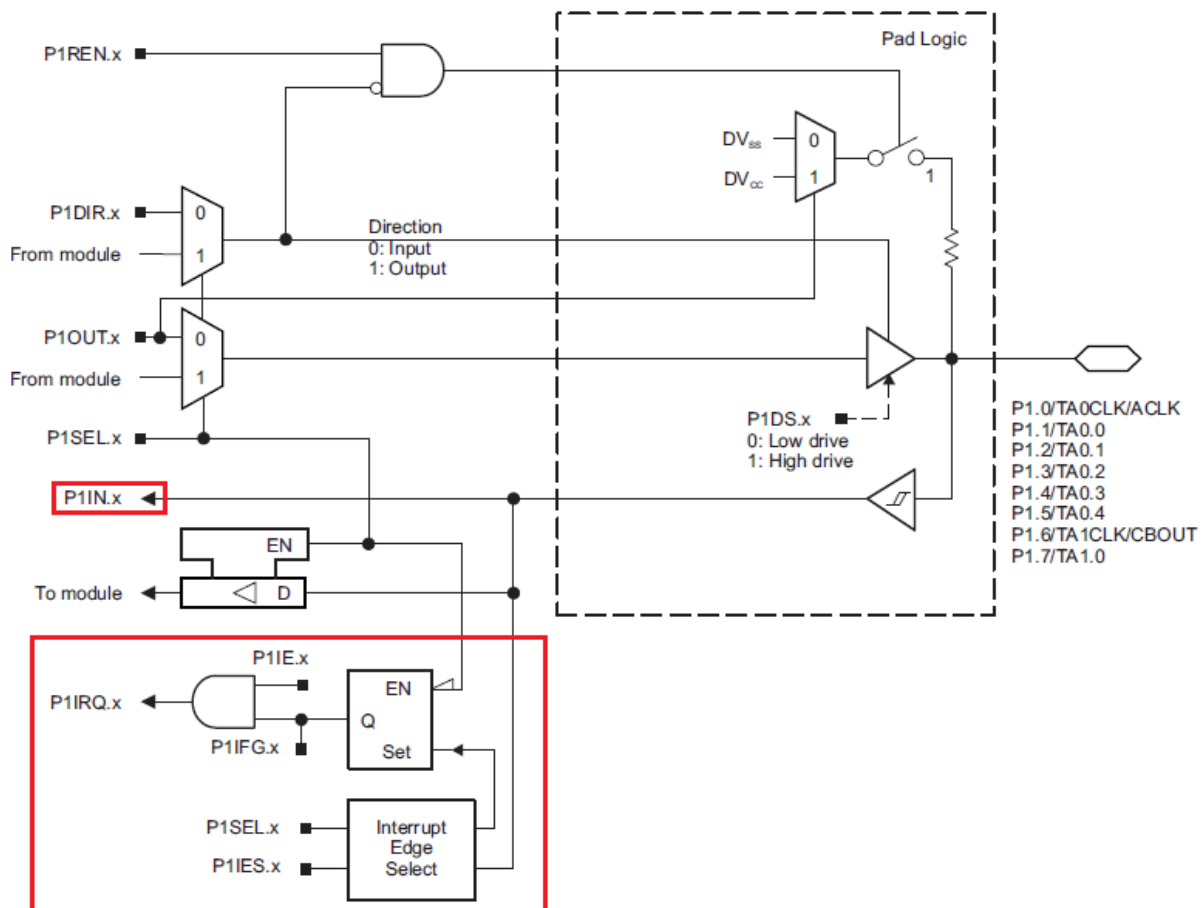 Pad Logic
P1REN.x
DVss
0
DVcc
1
1
P1DIR.x
0
From module
1
Direction
0: Input
1: Output
P1OUT.x
0
From module
1
P1SEL.x
P1DS.x
0: Low drive
1: High drive
P1.0/TA0CLK/ACLK
P1.1/TA0.0
P1.2/TA0.1
P1.3/TA0.2
P1.4/TA0.3
P1.5/TA0.4
P1.6/TA1CLK/CBOUT
P1.7/TA1.0
P1IN.x
EN
To module
D
P1IE.x
P1IRQ.x
EN
Q
P1IFG.x
Set
P1SEL.x
P1IES.x
Interrupt
Edge
Select